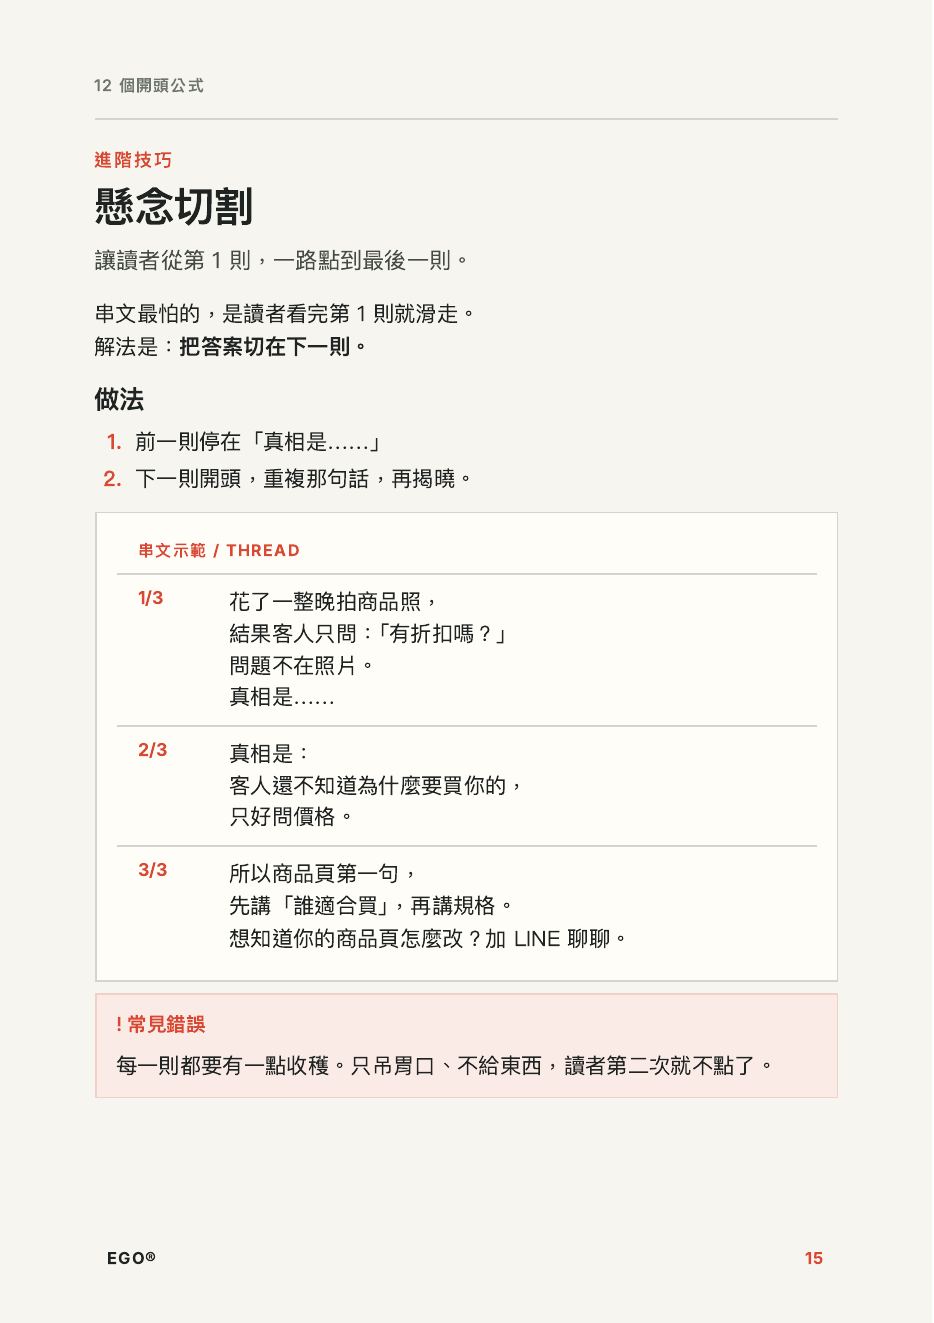 12 個開頭公式
進階技巧
懸念切割
讓讀者從第 1 則，一路點到最後一則。
串文最怕的，是讀者看完第 1 則就滑走。
解法是：把答案切在下一則。
做法
1. 前一則停在「真相是……」
2. 下一則開頭，重複那句話，再揭曉。
串文示範 / THREAD
1/3
花了一整晚拍商品照，
結果客人只問：「有折扣嗎？」
問題不在照片。
真相是……
2/3
真相是：
客人還不知道為什麼要買你的，
只好問價格。
3/3
所以商品頁第一句，
先講「誰適合買」，再講規格。
想知道你的商品頁怎麼改？加 LINE 聊聊。
! 常見錯誤
每一則都要有一點收穫。只吊胃口、不給東西，讀者第二次就不點了。
EGO®
15